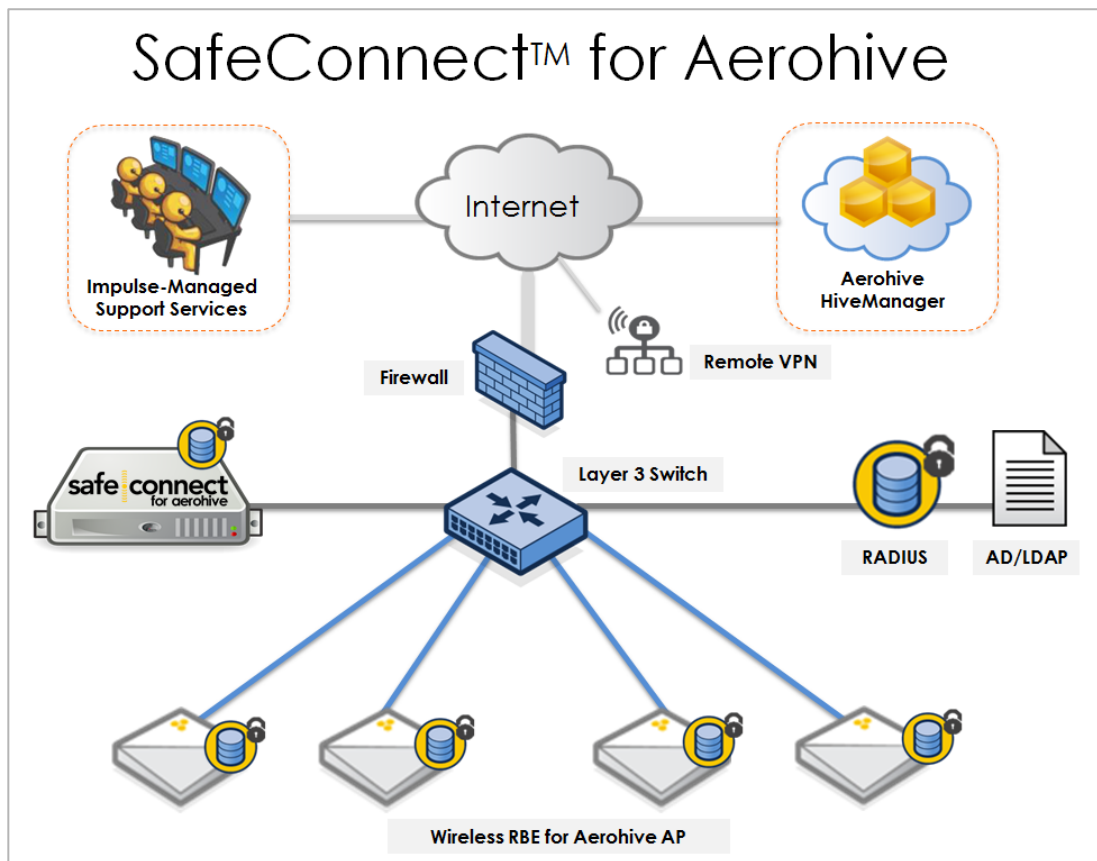 SafeConnect™ for Aerohive
Internet
Impulse-Managed
Support Services
Aerohive
HiveManager
Remote VPN
Firewall
safe connect
for aerohive
Layer 3 Switch
RADIUS
AD/LDAP
Wireless RBE for Aerohive AP